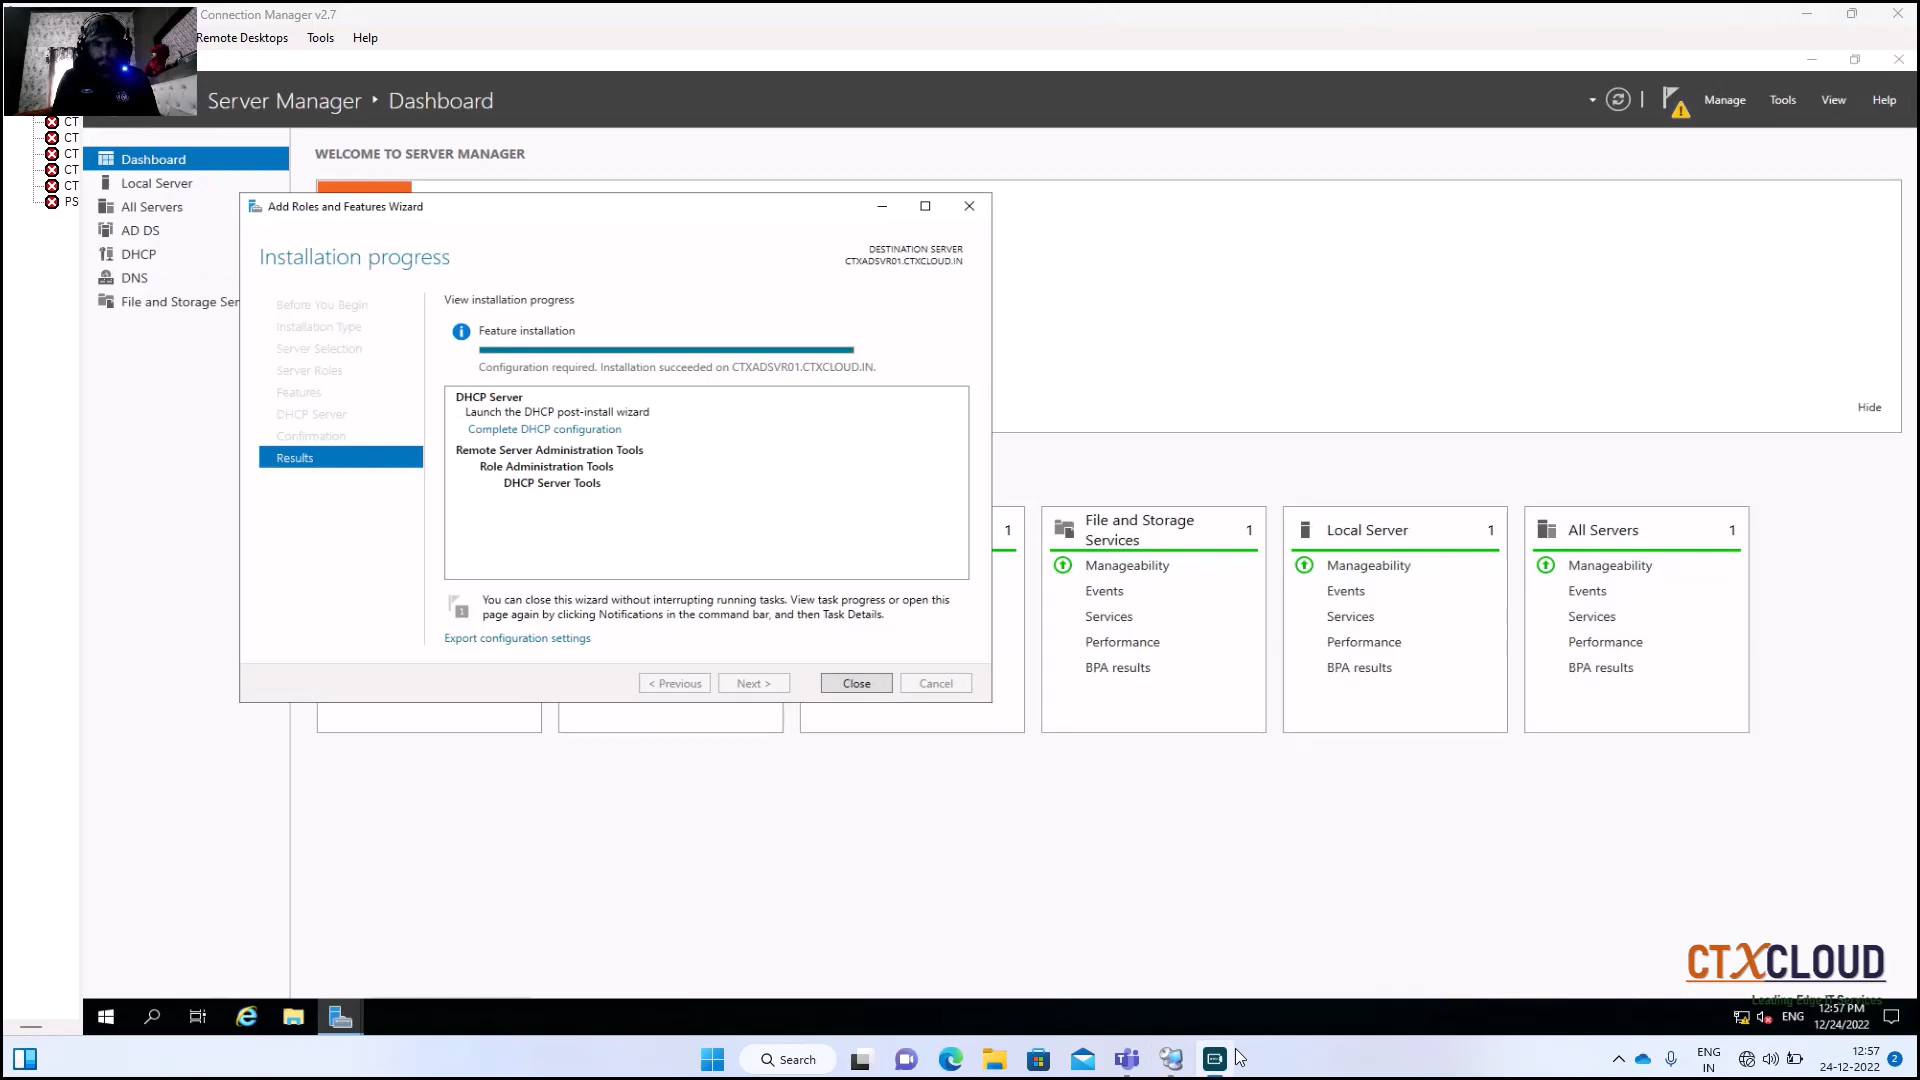 Connection Manager v2.7
Remote Desktops Tools Help
Server Manager ‣ Dashboard
Manage Tools View Help
CT
CT
CT
CT
CT
PS
Dashboard
Local Server
All Servers
AD DS
DHCP
DNS
File and Storage Ser
WELCOME TO SERVER MANAGER
Add Roles and Features Wizard
Installation progress
DESTINATION SERVER
CTXADSVR01.CTXCLOUD.IN
Before You Begin
Installation Type
Server Selection
Server Roles
Features
DHCP Server
Confirmation
Results
View installation progress
Feature installation
Configuration required. Installation succeeded on CTXADSVR01.CTXCLOUD.IN.
DHCP Server
Launch the DHCP post-install wizard
Complete DHCP configuration
Remote Server Administration Tools
Role Administration Tools
DHCP Server Tools
1
You can close this wizard without interrupting running tasks. View task progress or open this
page again by clicking Notifications in the command bar, and then Task Details.
Export configuration settings
< Previous Next > Close Cancel
Hide
1
File and Storage
Services 1
Manageability
Events
Services
Performance
BPA results
Local Server 1
Manageability
Events
Services
Performance
BPA results
All Servers 1
Manageability
Events
Services
Performance
BPA results
CTXCLOUD
Leading Edge IT Services
ENG
12:57 PM
12/24/2022
Search
ENG
IN
12:57
24-12-2022
2